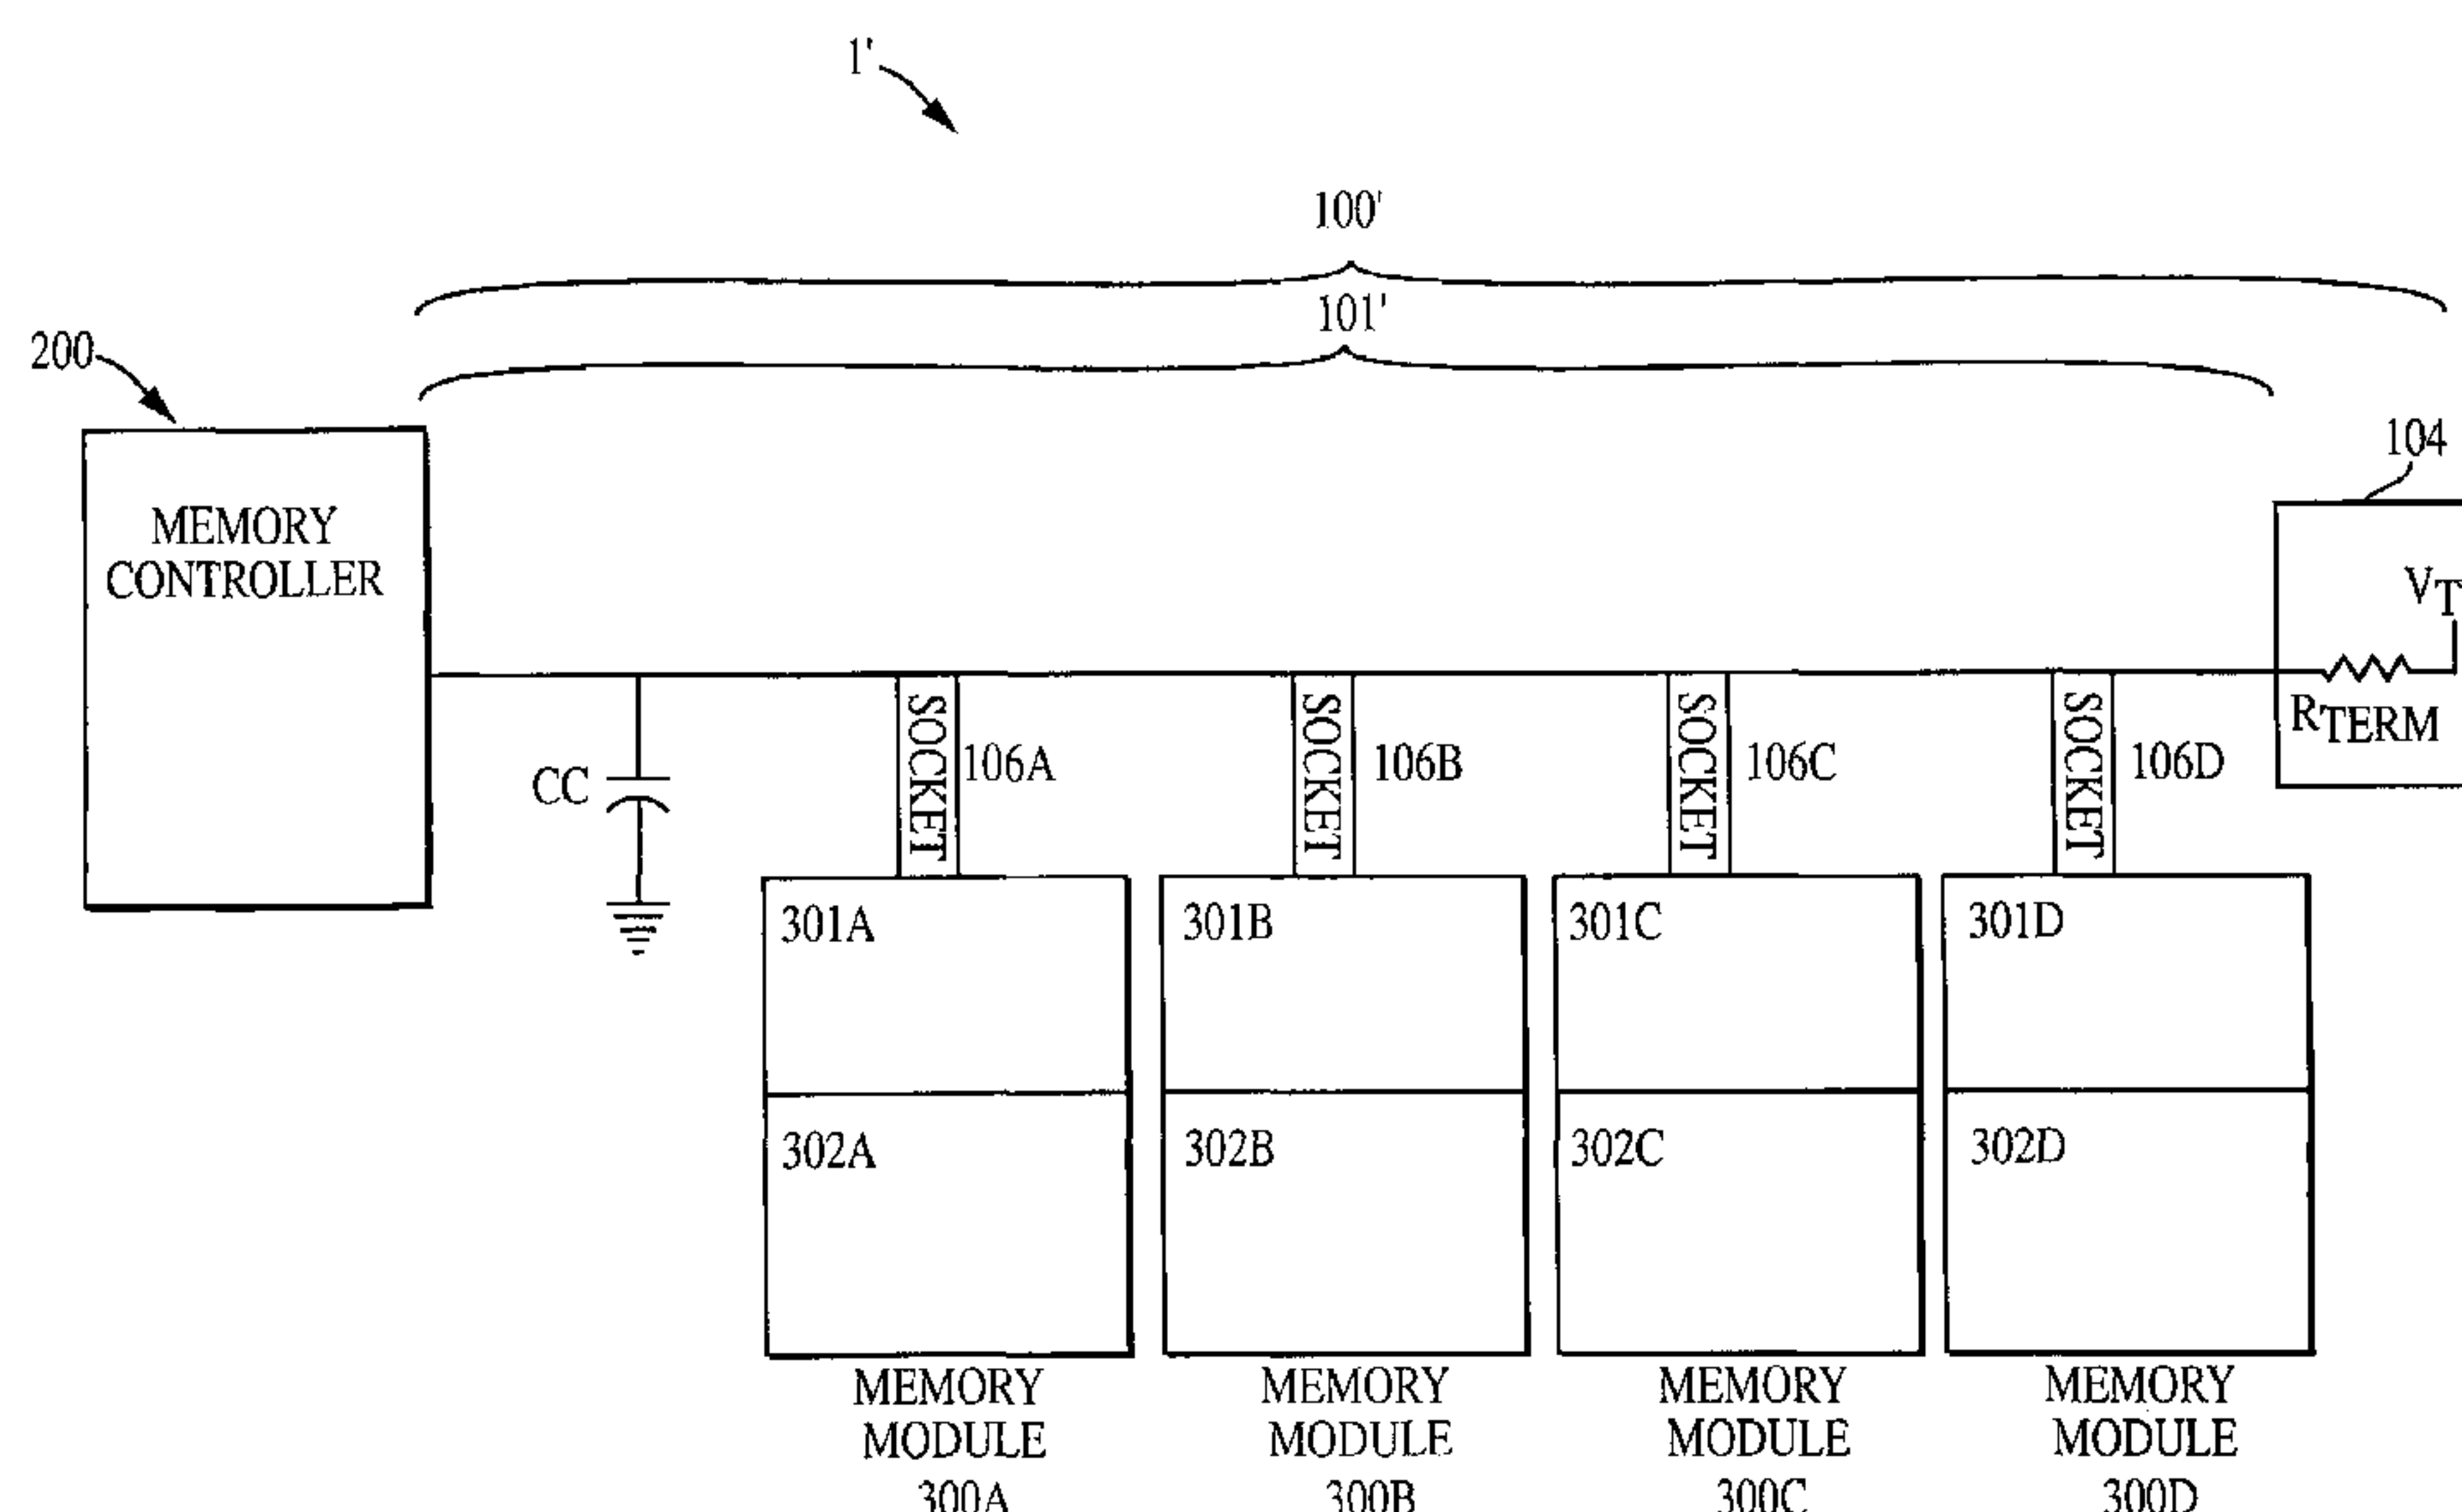 1'
100'
101'
200
104
MEMORY
CONTROLLER
VT
RTERM
CC
SOCKET
106A
SOCKET
106B
SOCKET
106C
SOCKET
106D
301A
301B
301C
301D
302A
302B
302C
302D
MEMORY
MODULE
300A
MEMORY
MODULE
300B
MEMORY
MODULE
300C
MEMORY
MODULE
300D